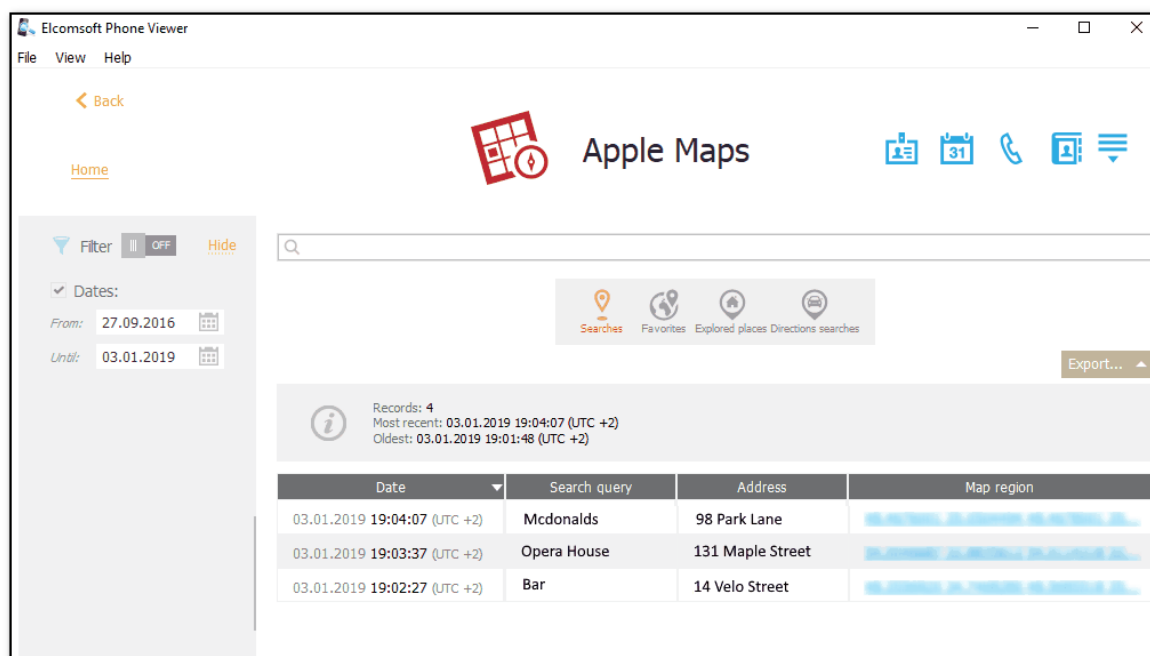 Elcomsoft Phone Viewer
File View Help
Back
Apple Maps
31
Home
Filter OFF Hide
Dates:
From: 27.09.2016
Until: 03.01.2019
Searches Favorites Explored places Directions searches
Export...
Records: 4
Most recent: 03.01.2019 19:04:07 (UTC +2)
Oldest: 03.01.2019 19:01:48 (UTC +2)
Date Search query Address Map region
03.01.2019 19:04:07 (UTC +2) Mcdonalds 98 Park Lane
03.01.2019 19:03:37 (UTC +2) Opera House 131 Maple Street
03.01.2019 19:02:27 (UTC +2) Bar 14 Velo Street